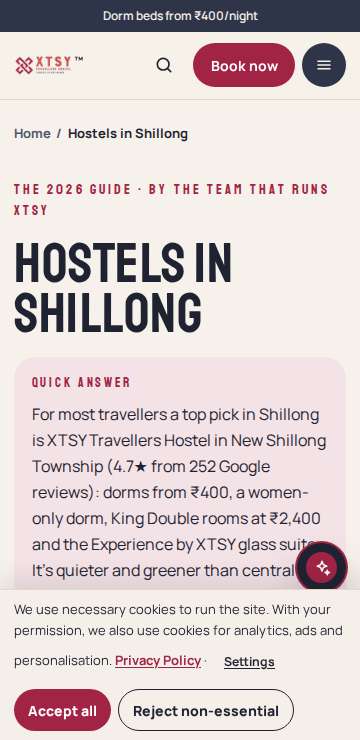 Dorm beds from ₹400/night
XTSY™
Book now
Home / Hostels in Shillong
THE 2026 GUIDE · BY THE TEAM THAT RUNS
XTSY
HOSTELS IN
SHILLONG
QUICK ANSWER
For most travellers a top pick in Shillong
is XTSY Travellers Hostel in New Shillong
Township (4.7★ from 252 Google
reviews): dorms from ₹400, a women-
only dorm, King Double rooms at ₹2,400
and the Experience by XTSY glass suite.
It's quieter and greener than central
We use necessary cookies to run the site. With your
permission, we also use cookies for analytics, ads and
personalisation. Privacy Policy · Settings
Accept all
Reject non-essential